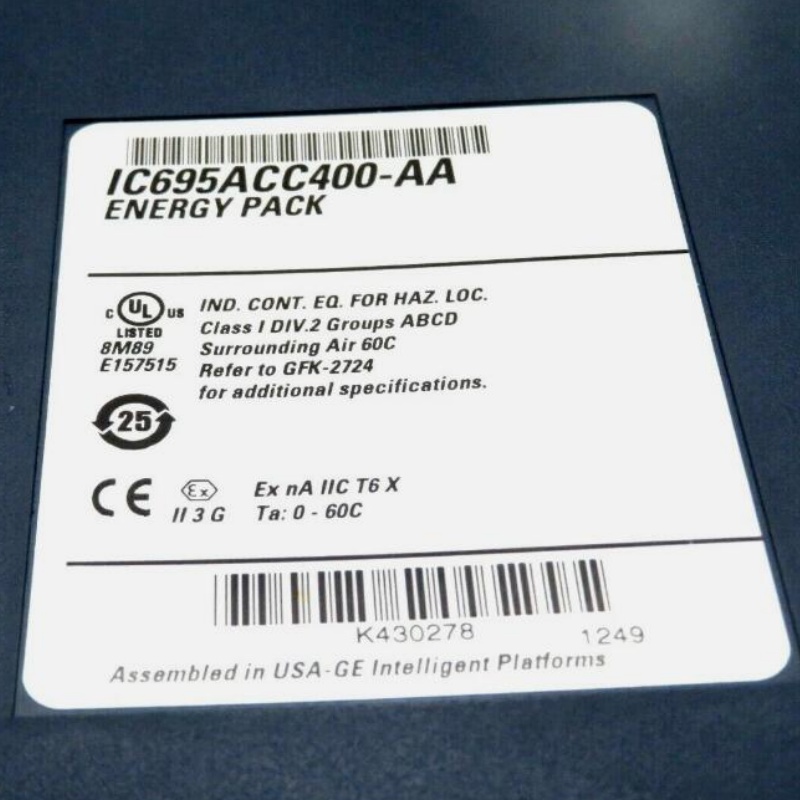 IC695ACC400-AA
ENERGY PACK
C UL US
LISTED
8M89
E157515
IND. CONT. EQ. FOR HAZ. LOC.
Class I DIV.2 Groups ABCD
Surrounding Air 60C
Refer to GFK-2724
for additional specifications.
25
CE Ex Ex nA IIC T6 X
II 3 G Ta: 0 - 60C
K430278 1249
Assembled in USA-GE Intelligent Platforms